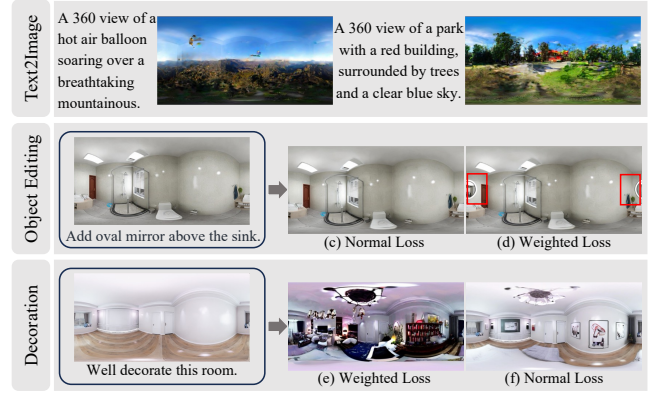 Text2Image
A 360 view of a
hot air balloon
soaring over a
breathtaking
mountainous.
A 360 view of a park
with a red building,
surrounded by trees
and a clear blue sky.
Object Editing
Add oval mirror above the sink.
(c) Normal Loss
(d) Weighted Loss
Decoration
Well decorate this room.
(e) Weighted Loss
(f) Normal Loss